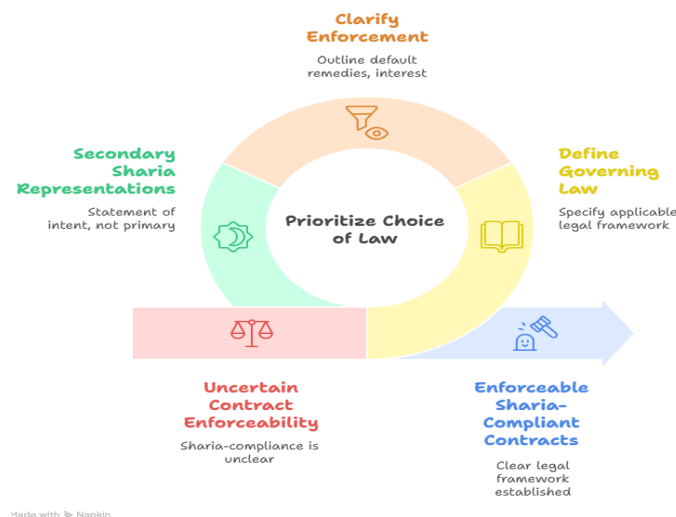 Clarify
Enforcement
Outline default
remedies, interest
Secondary
Sharia
Representations
Statement of
intent, not primary
Define
Governing
Law
Specify applicable
legal framework
Prioritize Choice
of Law
Uncertain
Contract
Enforceability
Sharia-compliance is
unclear
Enforceable
Sharia-
Compliant
Contracts
Clear legal
framework
established
Made with Napkin